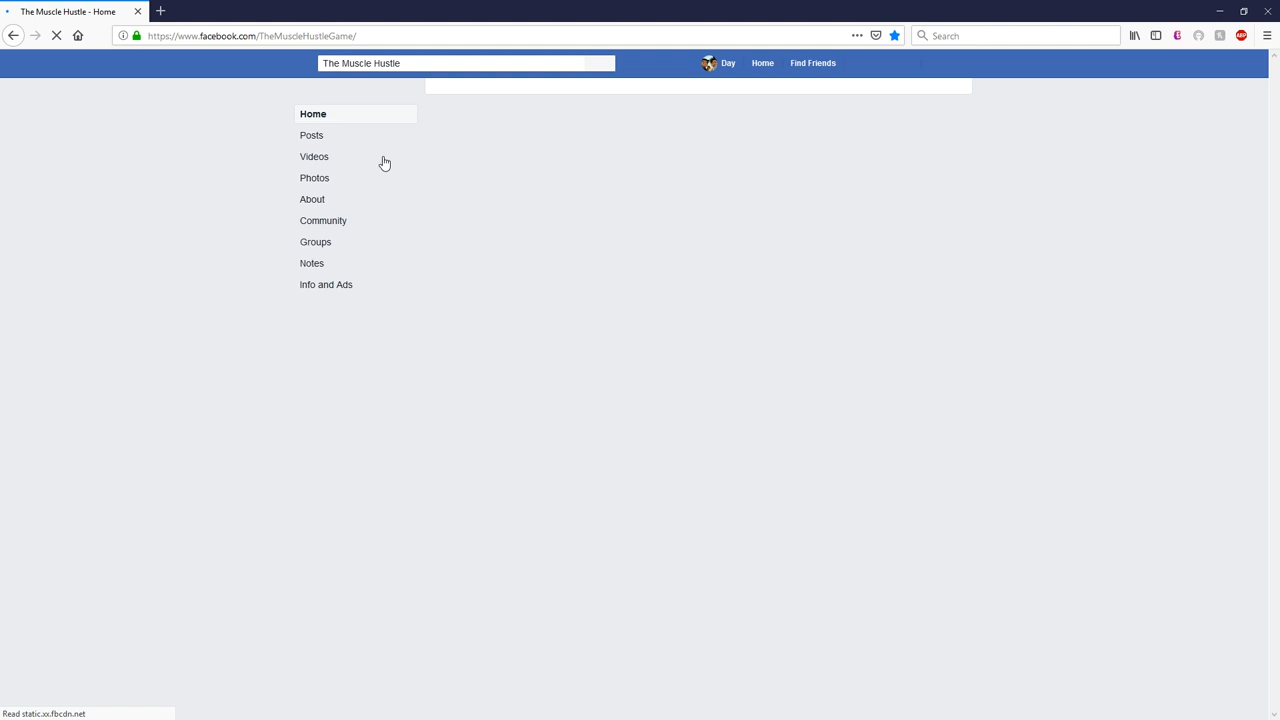 The Muscle Hustle - Home
https://www.facebook.com/TheMuscleHustleGame/
Search
ABP
The Muscle Hustle
Day
Home
Find Friends
Home
Posts
Videos
Photos
About
Community
Groups
Notes
Info and Ads
Read static.xx.fbcdn.net